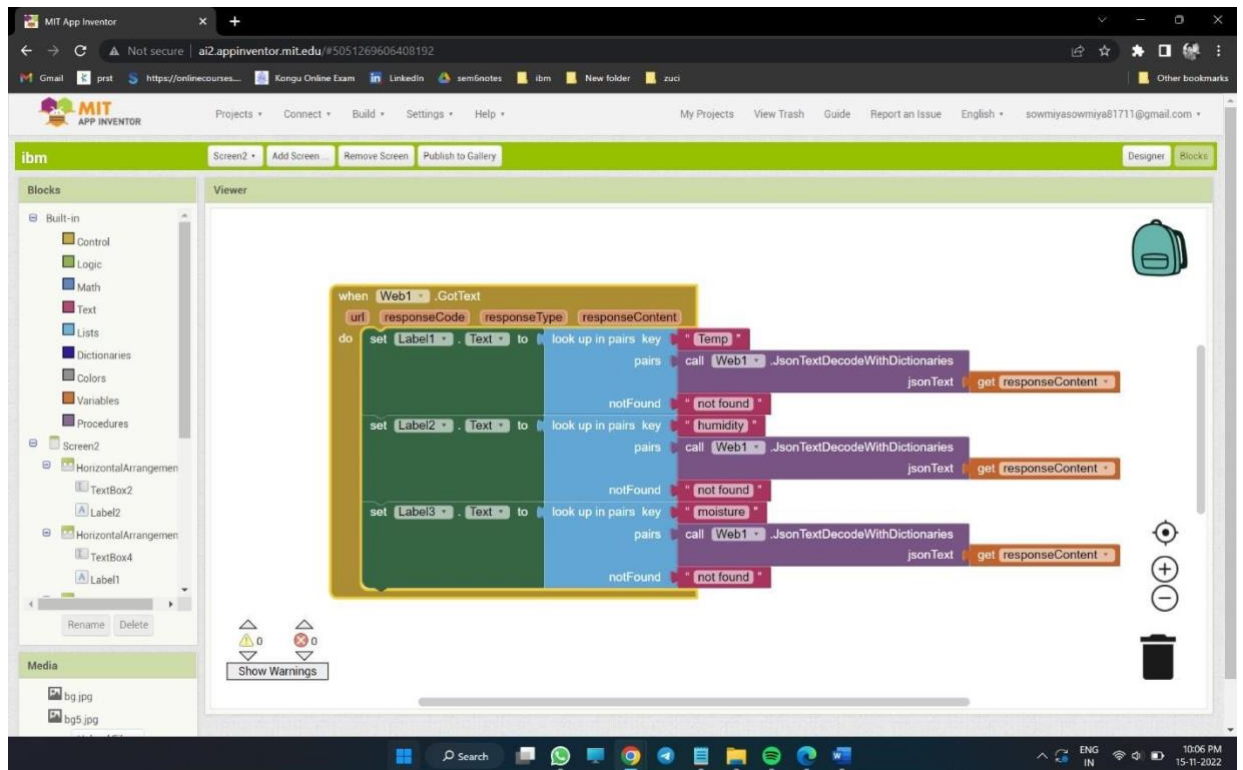 MIT App Inventor
Not secure ai2.appinventor.mit.edu/#5051269606408192
Gmail prst https://onlinecourses.... Kongu Online Exam LinkedIn sem6notes ibm New folder zuci Other bookmarks
MIT
APP INVENTOR
Projects Connect Build Settings Help My Projects View Trash Guide Report an Issue English sowmiyasowmiya81711@gmail.com
ibm Screen2 Add Screen ... Remove Screen Publish to Gallery Designer Blocks
Blocks Viewer
Built-in
Control
Logic
Math
Text
Lists
Dictionaries
Colors
Variables
Procedures
Screen2
HorizontalArrangemen
TextBox2
Label2
HorizontalArrangemen
TextBox4
Label1
Rename Delete
Media
bg.jpg
bg5.jpg
when Web1 .GotText
url responseCode responseType responseContent
do set Label1 . Text to look up in pairs key " Temp "
pairs call Web1 .JsonTextDecodeWithDictionaries
jsonText get responseContent
notFound " not found "
set Label2 . Text to look up in pairs key " humidity "
pairs call Web1 .JsonTextDecodeWithDictionaries
jsonText get responseContent
notFound " not found "
set Label3 . Text to look up in pairs key " moisture "
pairs call Web1 .JsonTextDecodeWithDictionaries
jsonText get responseContent
notFound " not found "
0 0
Show Warnings
Search
ENG
IN
10:06 PM
15-11-2022